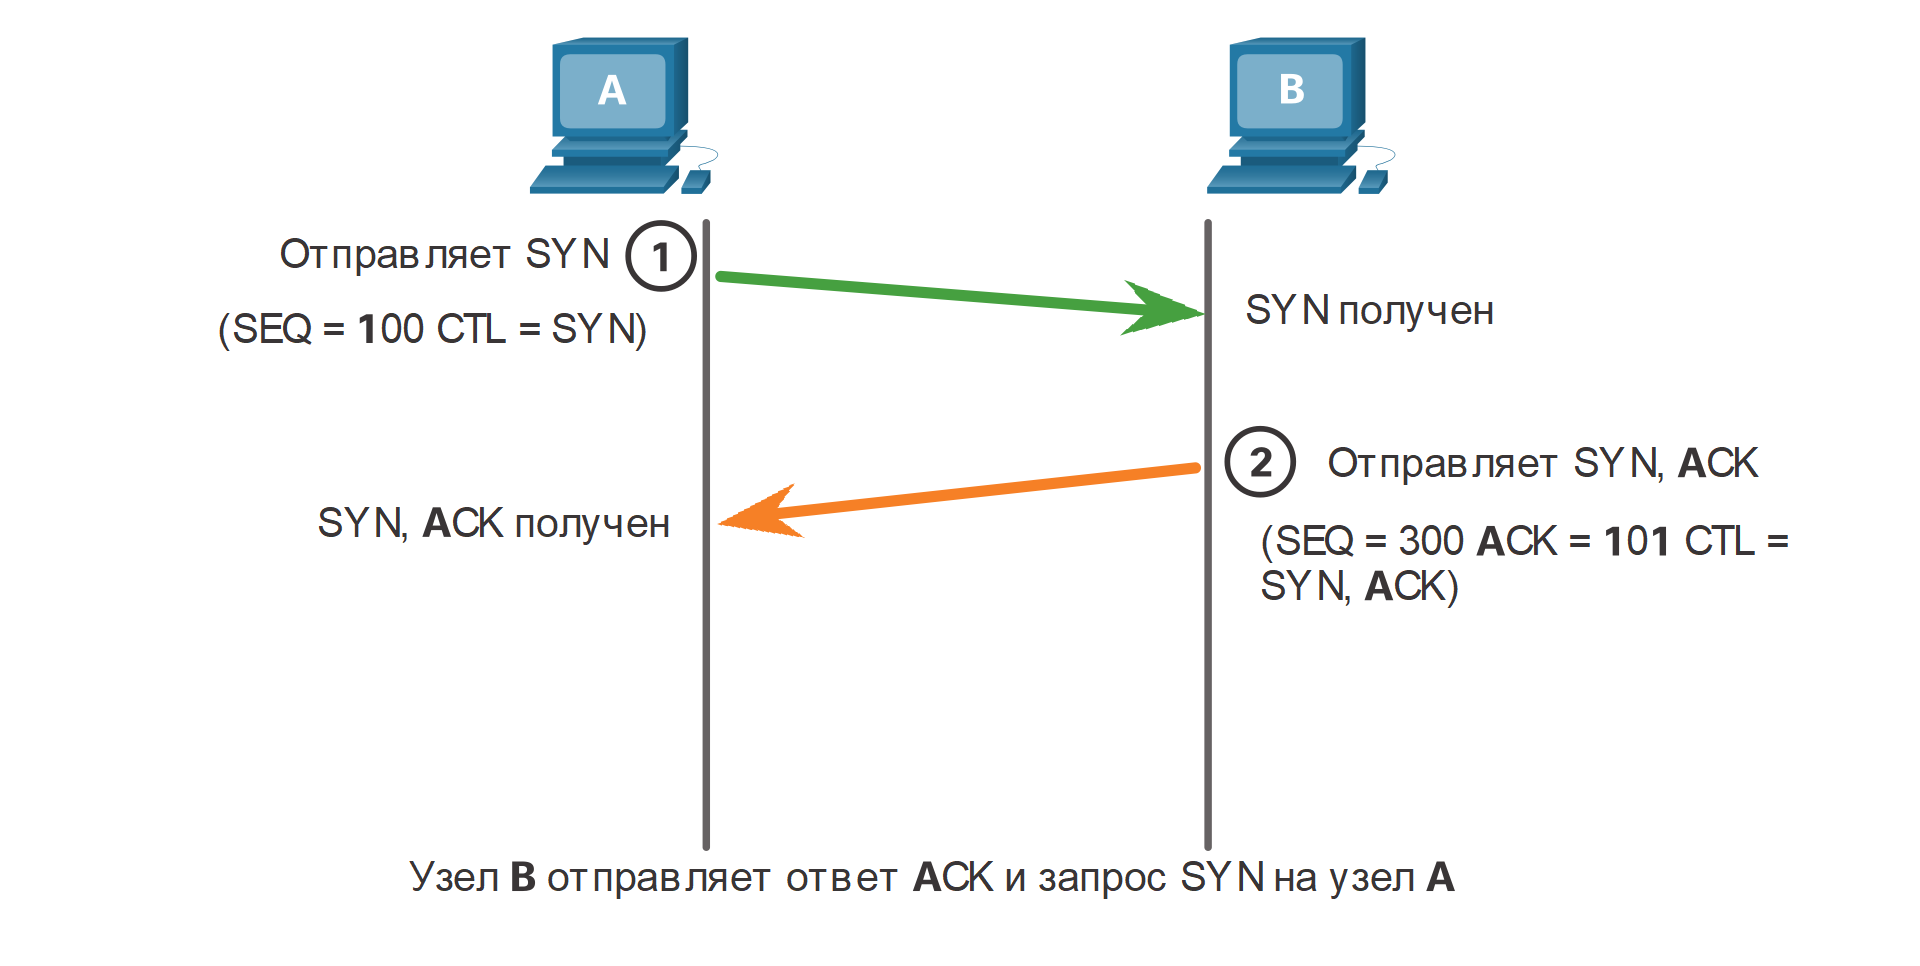 A
B
Отправляет SYN 1
(SEQ = 100 CTL = SYN)
SYN получен
2 Отправляет SYN, ACK
SYN, ACK получен
(SEQ = 300 ACK = 101 CTL =
SYN, ACK)
Узел B отправляет ответ ACK и запрос SYN на узел A